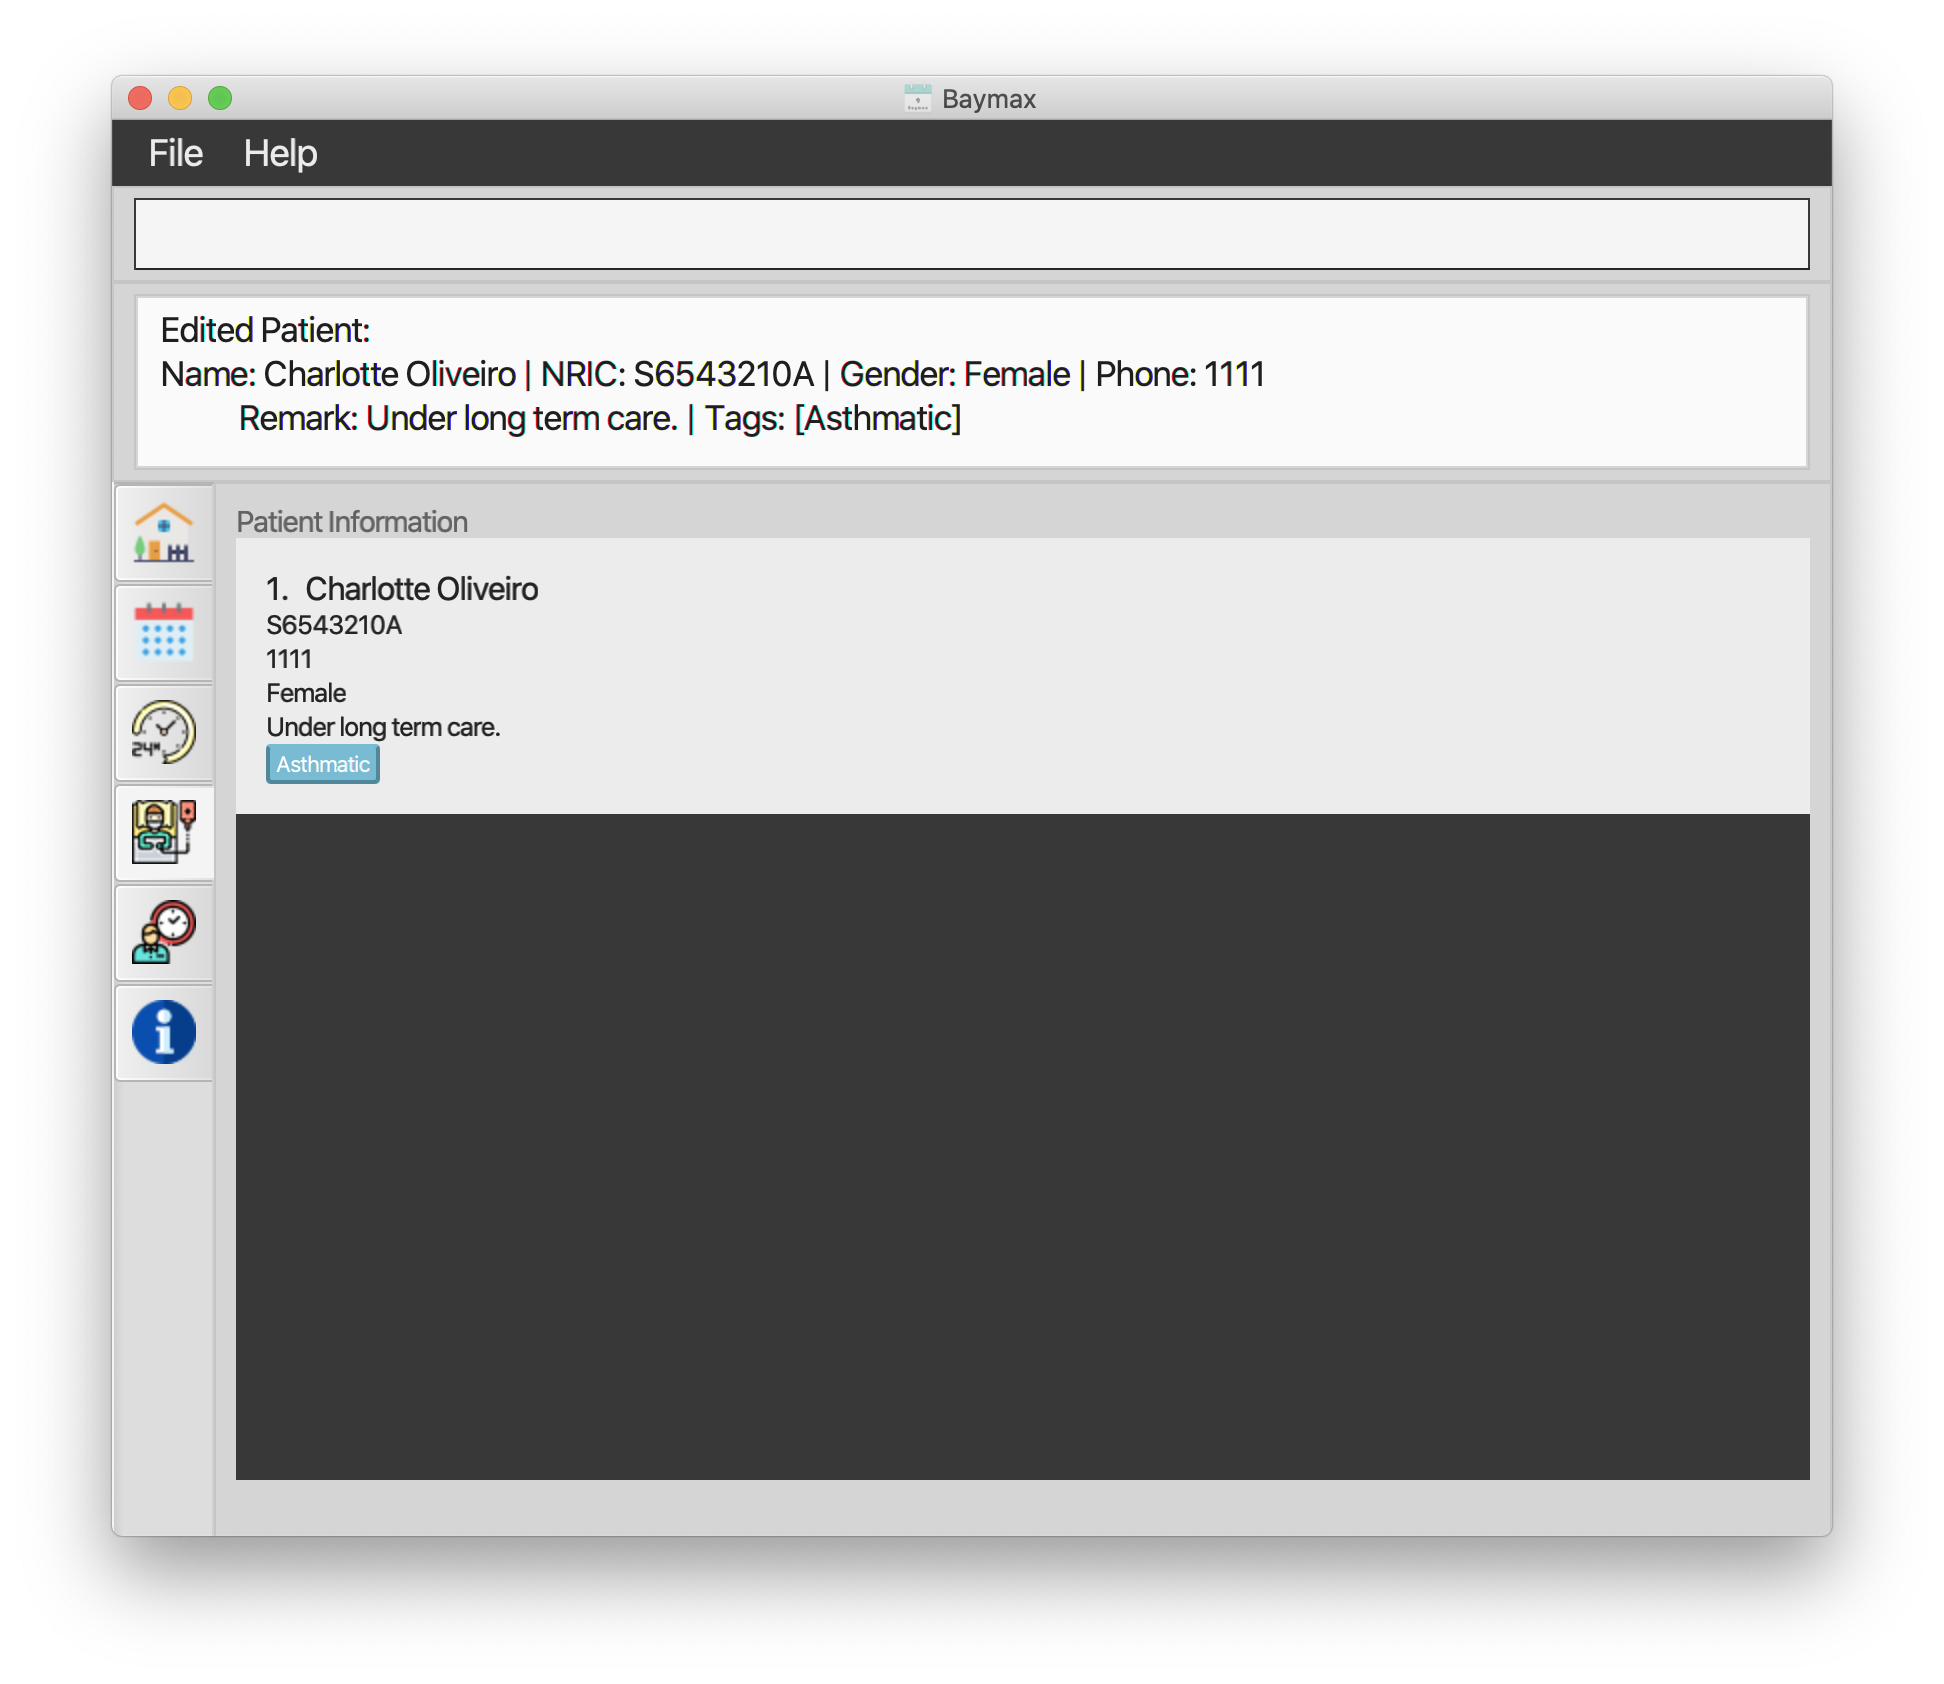 Baymax
File Help
Edited Patient:
Name: Charlotte Oliveiro | NRIC: S6543210A | Gender: Female | Phone: 1111
Remark: Under long term care. | Tags: [Asthmatic]
Patient Information
1. Charlotte Oliveiro
S6543210A
1111
Female
Under long term care.
Asthmatic
24H